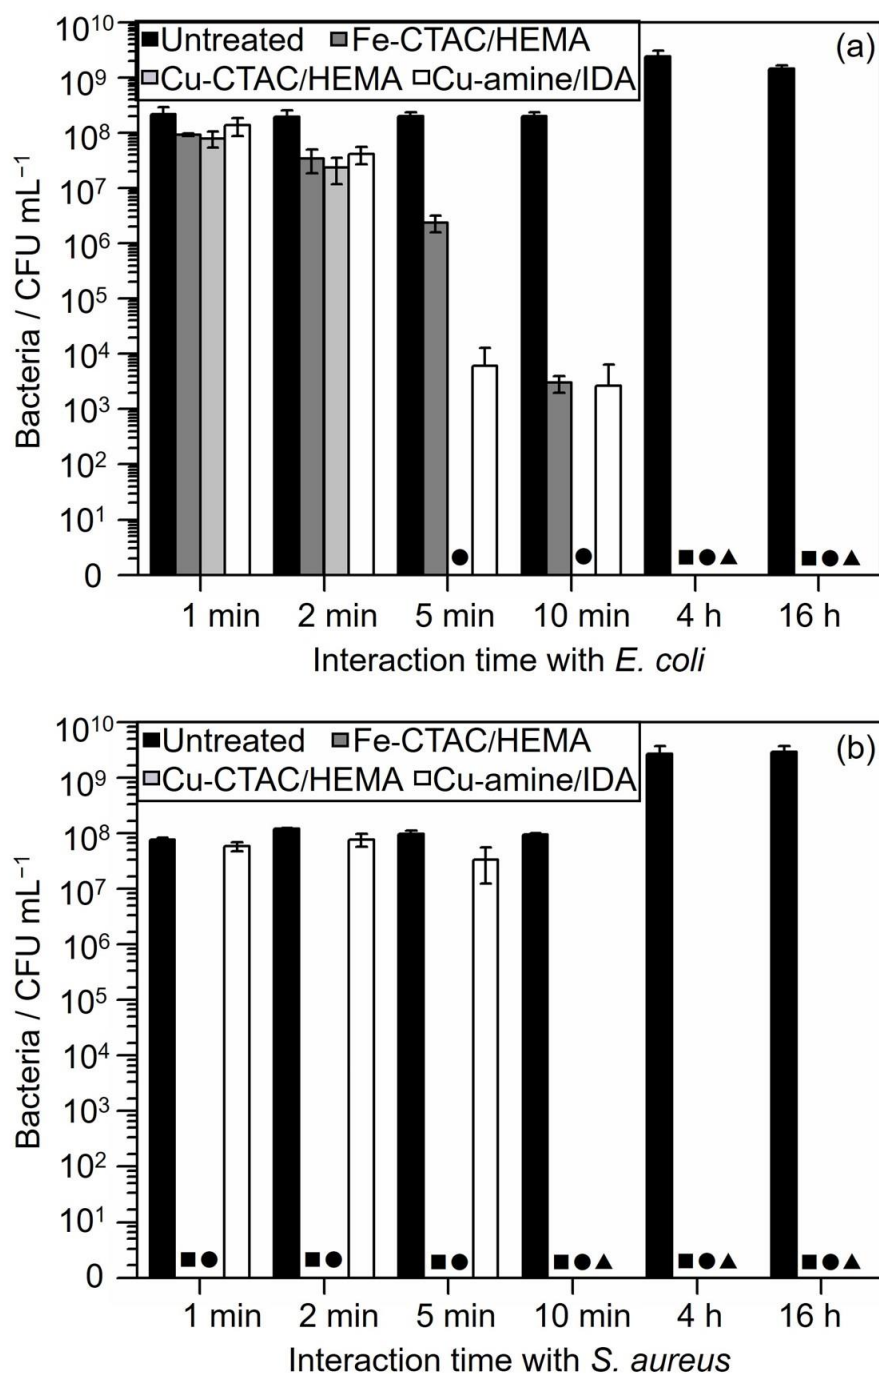 10¹⁰
■Untreated ■Fe-CTAC/HEMA
(a)
10⁹
■Cu-CTAC/HEMA □Cu-amine/IDA
10⁸
10⁷
10⁶
10⁵
10⁴
10³
10²
10¹
0
Bacteria / CFU mL⁻¹
1 min 2 min 5 min 10 min 4 h 16 h
Interaction time with E. coli
10¹⁰
■Untreated ■Fe-CTAC/HEMA
(b)
10⁹
■Cu-CTAC/HEMA □Cu-amine/IDA
10⁸
10⁷
10⁶
10⁵
10⁴
10³
10²
10¹
0
Bacteria / CFU mL⁻¹
1 min 2 min 5 min 10 min 4 h 16 h
Interaction time with S. aureus